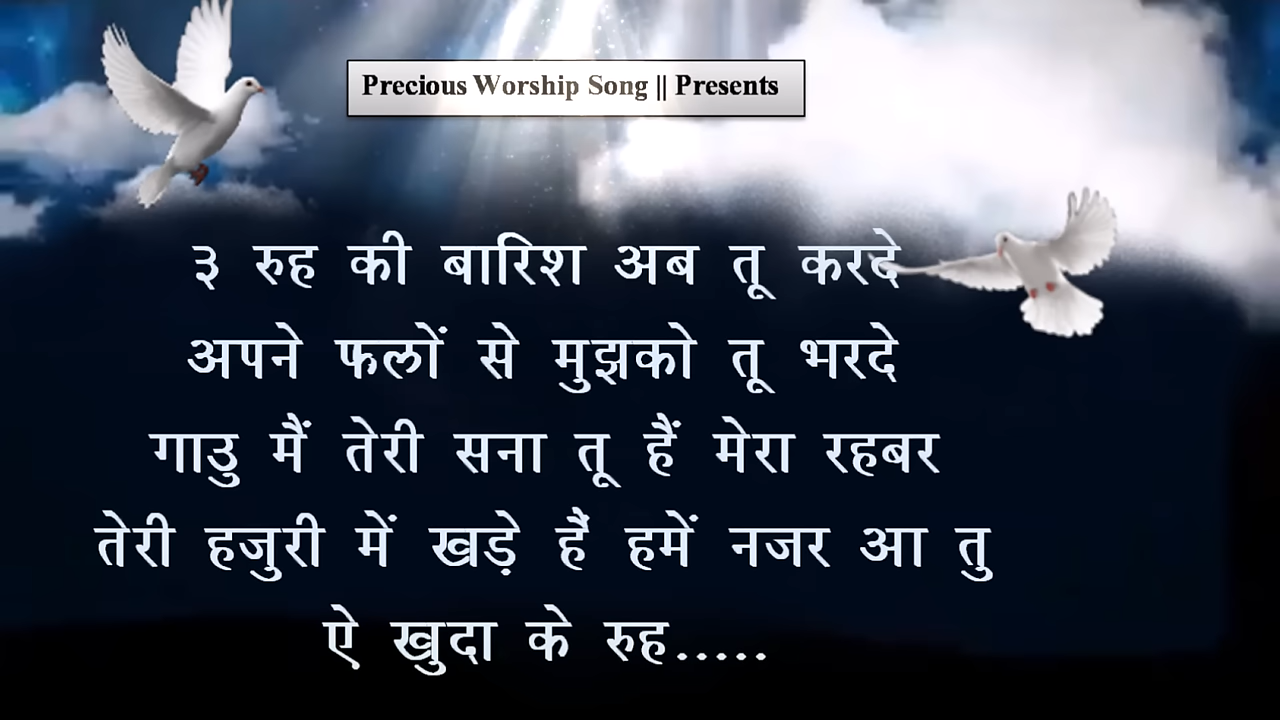 Precious Worship Song || Presents
३ रुह की बारिश अब तू करदे
अपने फलों से मुझको तू भरदे
गाउ मैं तेरी सना तू हैं मेरा रहबर
तेरी हजुरी में खड़े हैं हमें नजर आ तु
ऐ खुदा के रुह.....